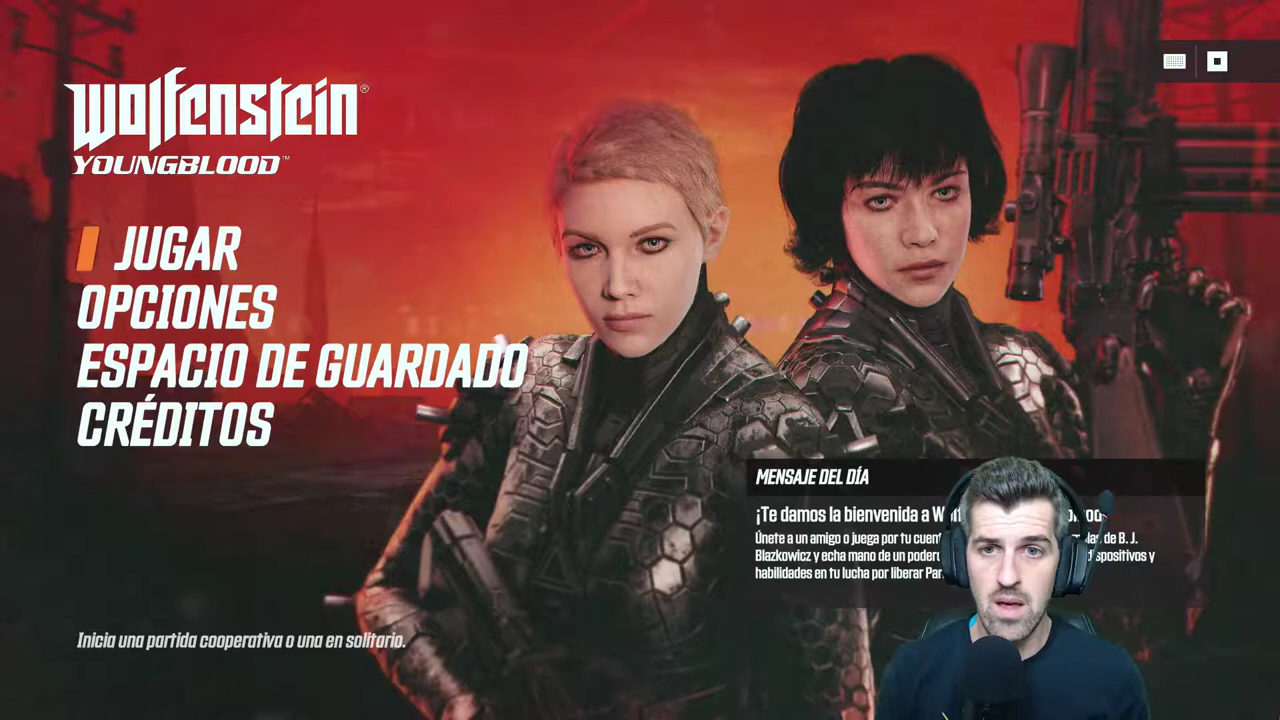 Wolfenstein®
YOUNGBLOOD™
JUGAR
OPCIONES
ESPACIO DE GUARDADO
CRÉDITOS
Inicia una partida cooperativa o una en solitario.
MENSAJE DEL DÍA
¡Te damos la bienvenida a
Únete a un amigo o juega por tu de B. J.
Blazkowicz y echa mano de un y
habilidades en tu lucha por liberar